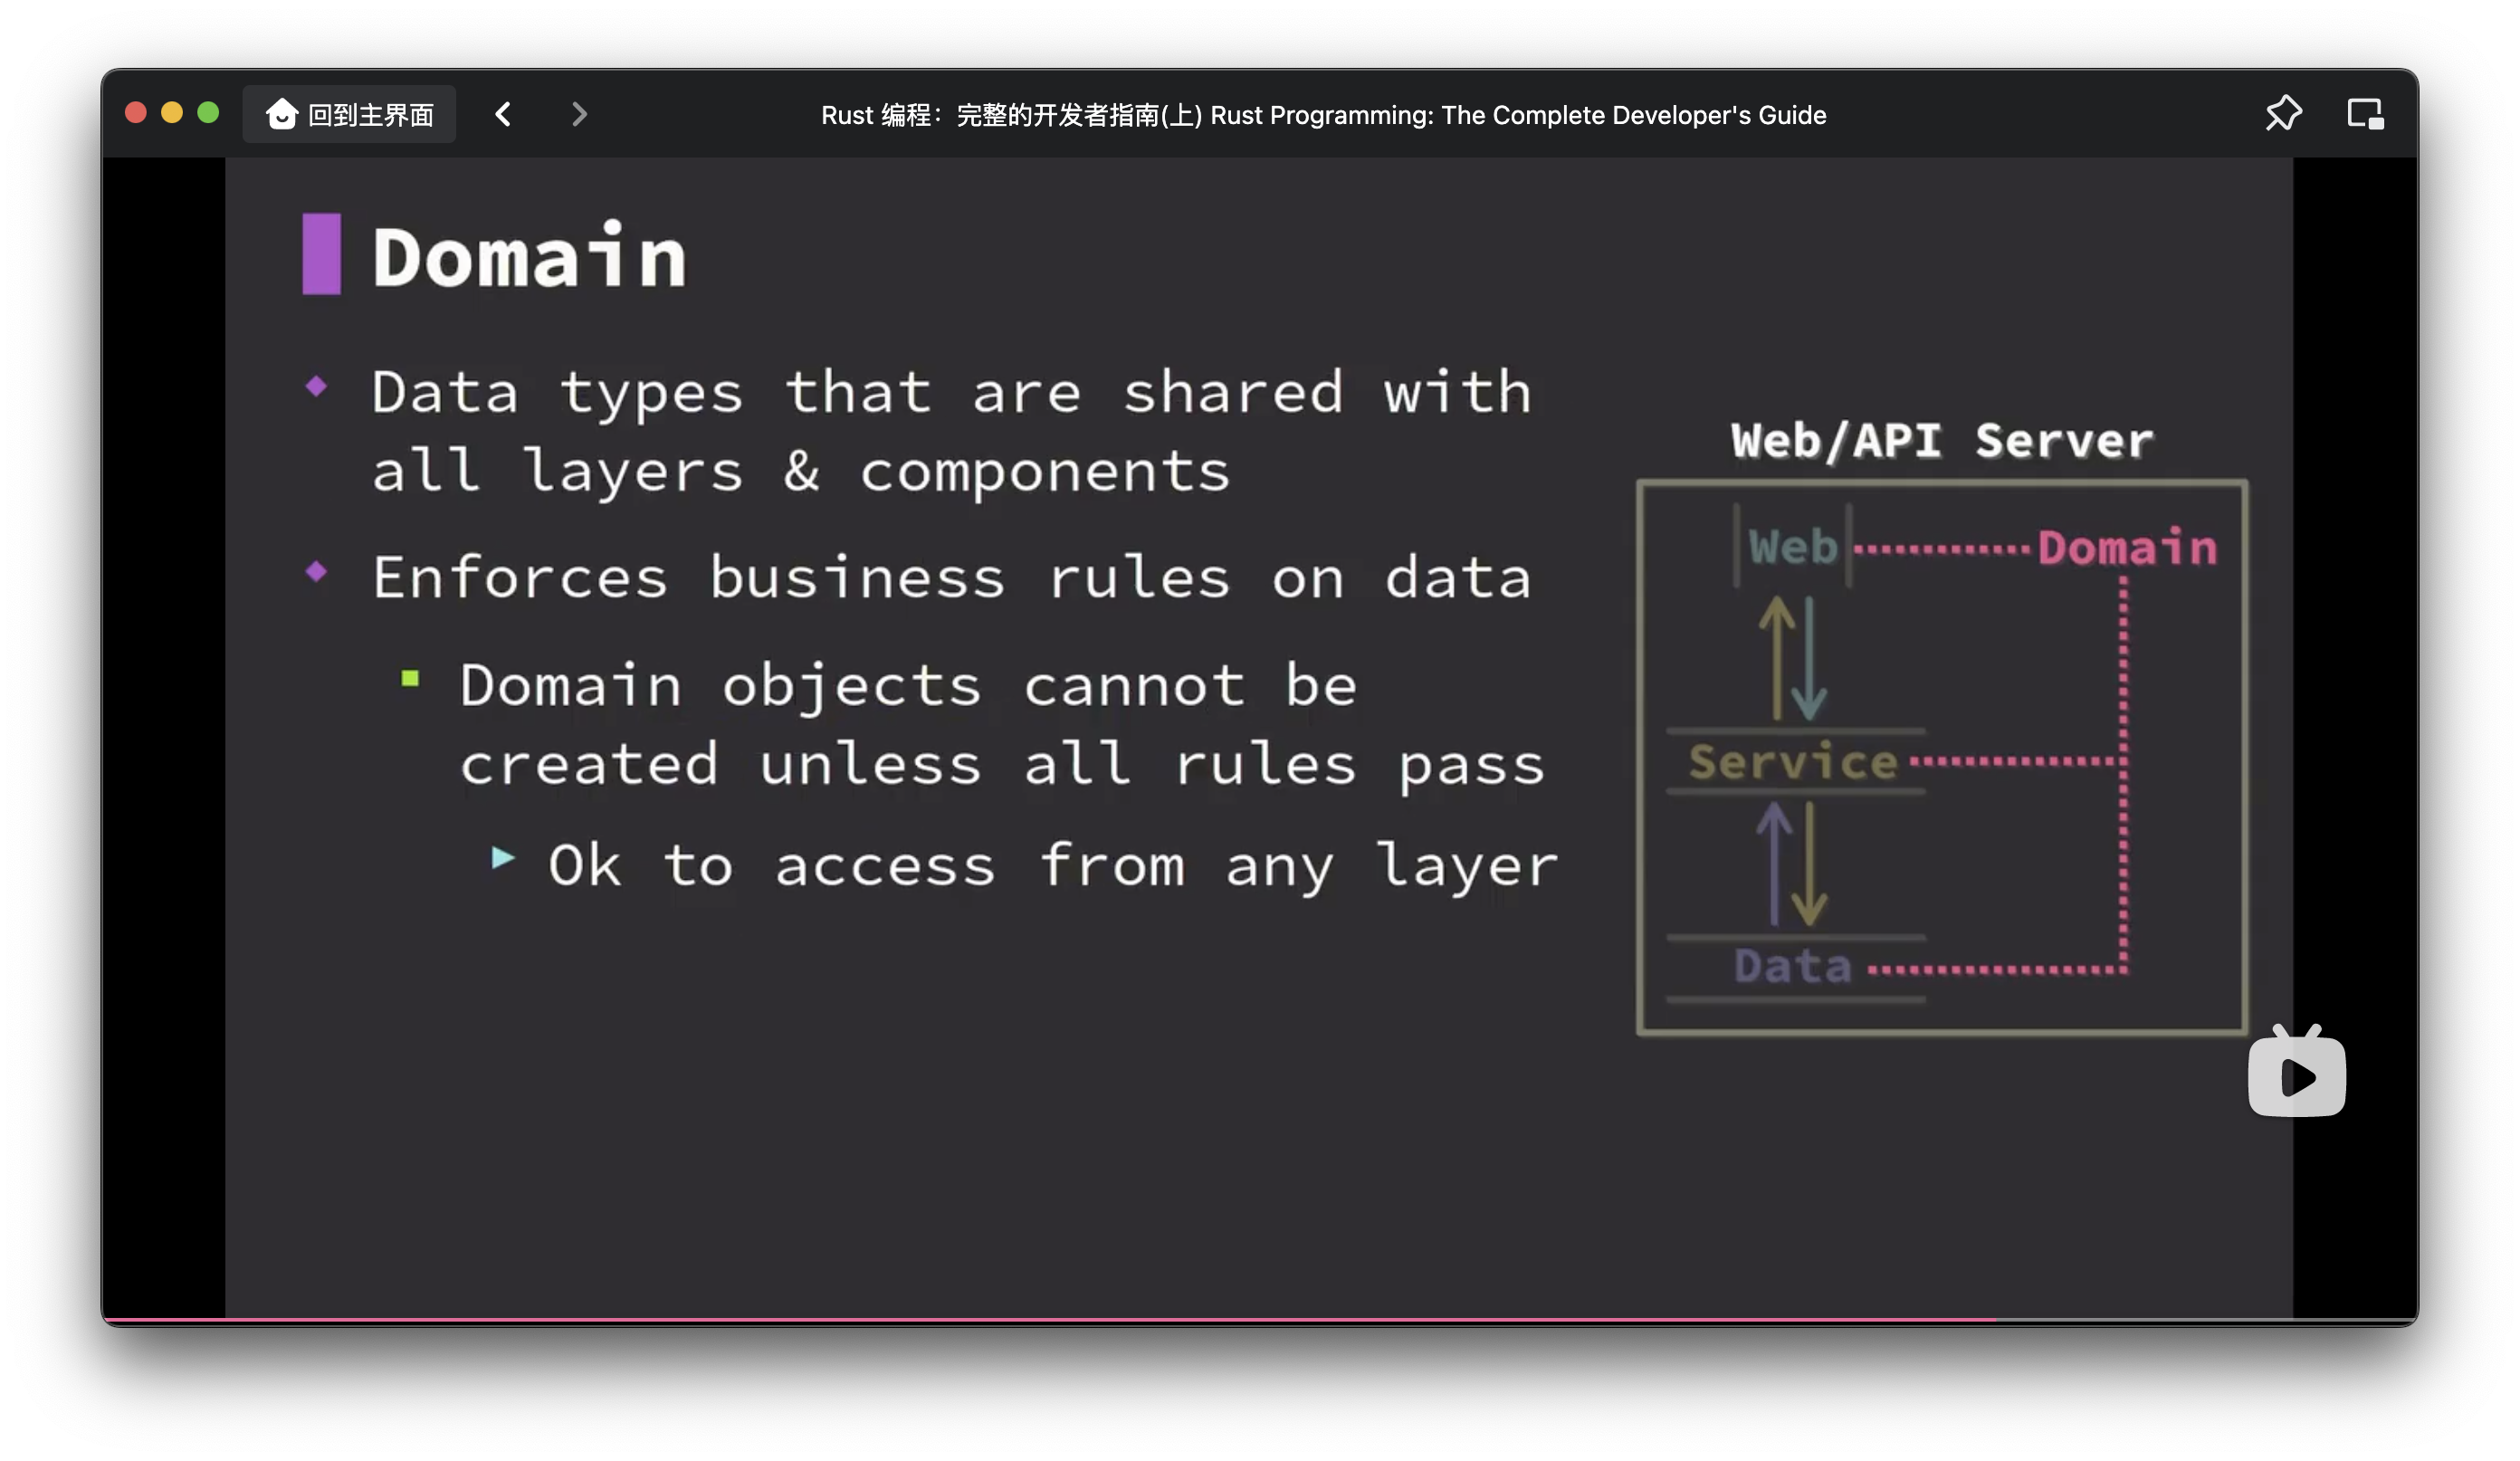 回到主界面
Rust 编程：完整的开发者指南(上) Rust Programming: The Complete Developer's Guide
Domain
Data types that are shared with
all layers & components
Enforces business rules on data
Domain objects cannot be
created unless all rules pass
Ok to access from any layer
Web/API Server
Web
Domain
Service
Data